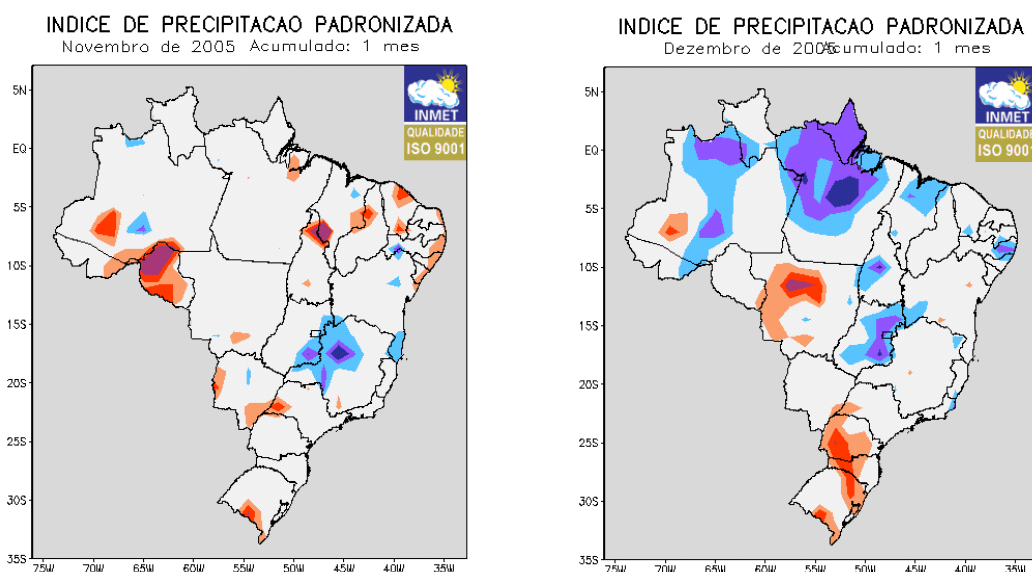 INDICE DE PRECIPITACAO PADRONIZADA
Novembro de 2005 Acumulado: 1 mes
5N
EQ
5S
10S
15S
20S
25S
30S
35S
75W 70W 65W 60W 55W 50W 45W 40W 35W
INMET
QUALIDADE
ISO 9001
INDICE DE PRECIPITACAO PADRONIZADA
Dezembro de 2005 Acumulado: 1 mes
5N
EQ
5S
10S
15S
20S
25S
30S
35S
75W 70W 65W 60W 55W 50W 45W 40W 35W
INMET
QUALIDADE
ISO 9001